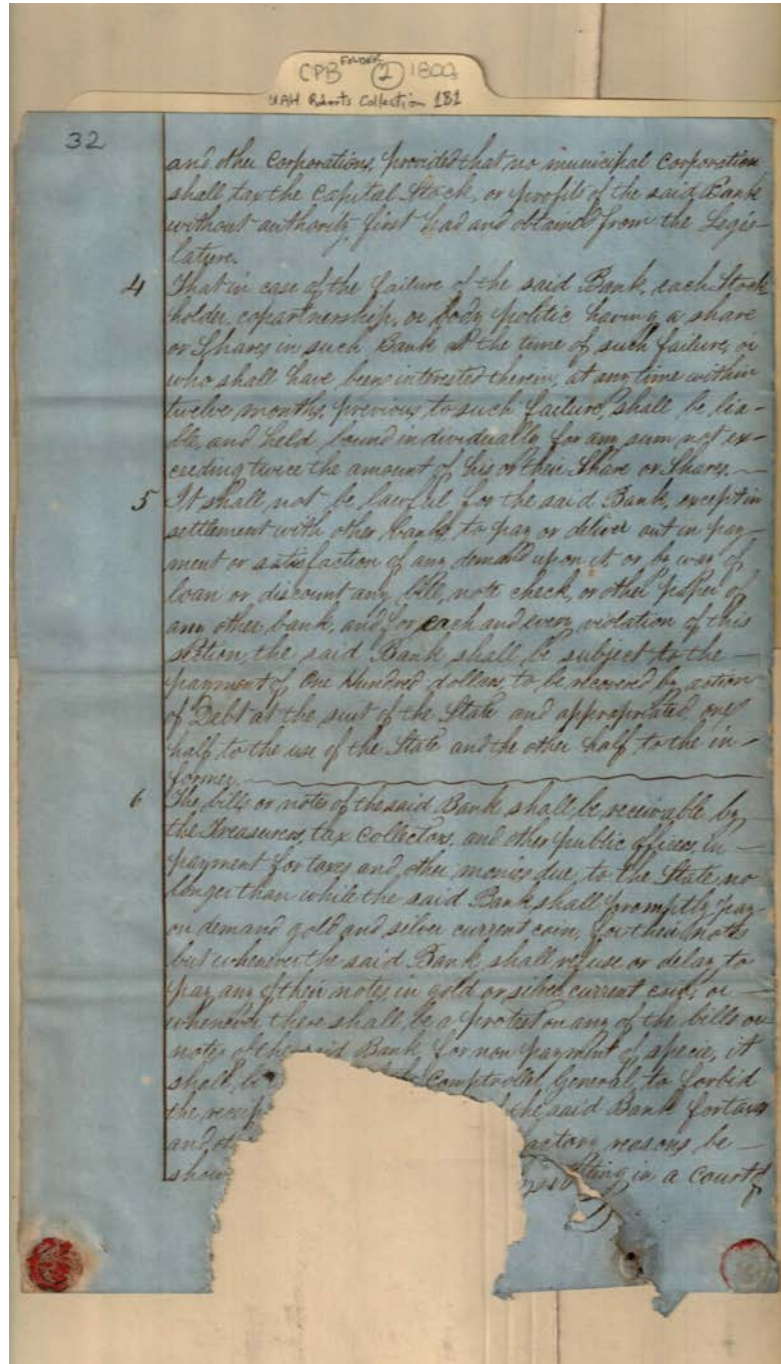 CPB FOLDER 2 180
Collection 181
32
and other Corporations, provided that no municipal Corporation
shall tax the Capital Stock, or profits of the said Bank
without authority first had and obtained from the Legis-
lature.
4 That in case of the failure of the said Bank, each Stock
holder, copartnership, or body politic having a share
or Shares in such Bank at the time of such failure, or
who shall have been interested therein, at any time within
twelve months, previous to such failure, shall be lia-
ble, and held bound individually for any sum not ex-
ceeding twice the amount of his or their Share or Shares.
5 It shall not be lawful for the said Bank, except in
settlement with other banks to pay or deliver out in pay-
ment or satisfaction of any demand upon it or by way of
loan or discount any bill, note check, or other paper of
any other bank, and for each and every violation of this
section, the said Bank shall be subject to the
payment of One Hundred dollars to be recovered by action
of Debt at the suit of the State and appropriated, one
half to the use of the State and the other half to the in-
former.
6 The bills or notes of the said Bank shall be receivable by
the Treasurers, tax Collectors, and other public officers in
payment for taxes and other monies due to the State no
longer than while the said Bank shall promptly pay
on demand gold and silver current coin, for their notes
but whenever the said Bank shall refuse or delay to
pay any of their notes in gold or silver current coin, or
whenever there shall be a protest on any of the bills or
notes of the said Bank for non payment of specie, it
shall be Comptroller General, to forbid
the receip the said Bank for taxes
and ot actory reasons be
show sting in a Court of